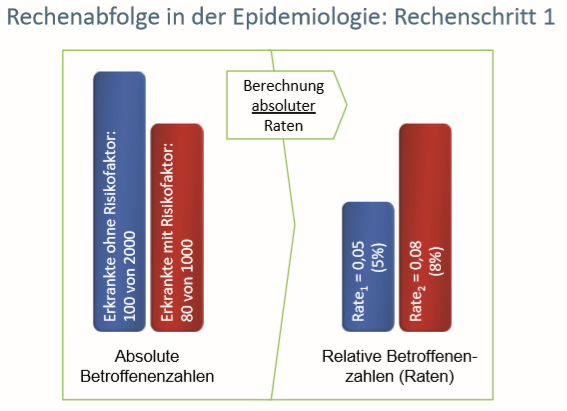 Rechenabfolge in der Epidemiologie: Rechenschritt 1
Erkrankte ohne Risikofaktor:
100 von 2000
Erkrankte mit Risikofaktor:
80 von 1000
Absolute
Betroffenenzahlen
Berechnung
absoluter
Raten
Rate₁ = 0,05
(5%)
Rate₂ = 0,08
(8%)
Relative Betroffenen-
zahlen (Raten)